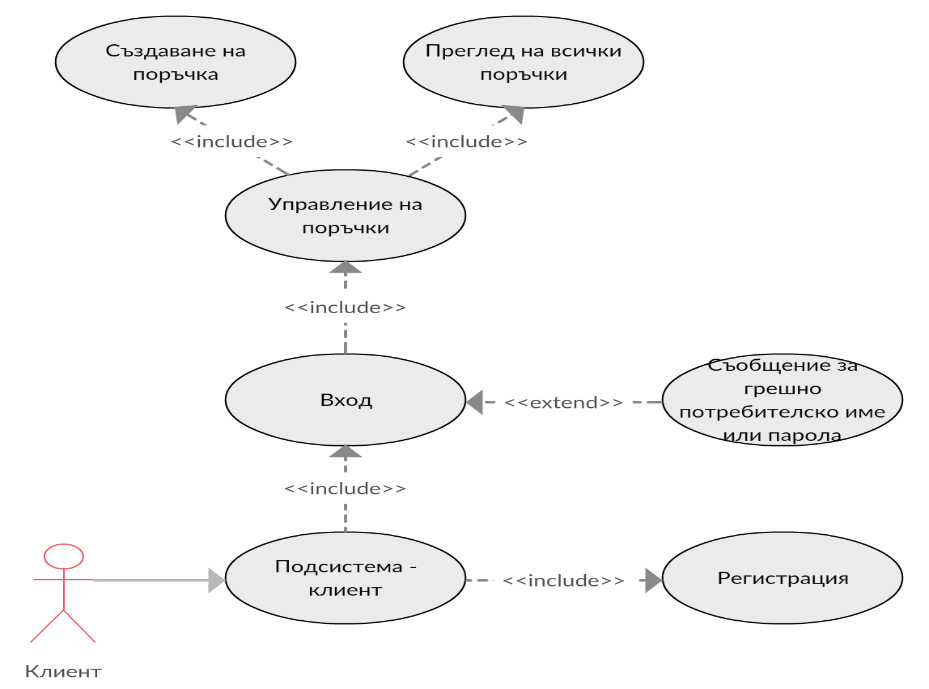 Създаване на
поръчка
Преглед на всички
поръчки
<<include>>
<<include>>
Управление на
поръчки
<<include>>
Вход
<<extend>>
Съобщение за
грешно
потребителско име
или парола
<<include>>
Подсистема -
клиент
<<include>>
Регистрация
Клиент